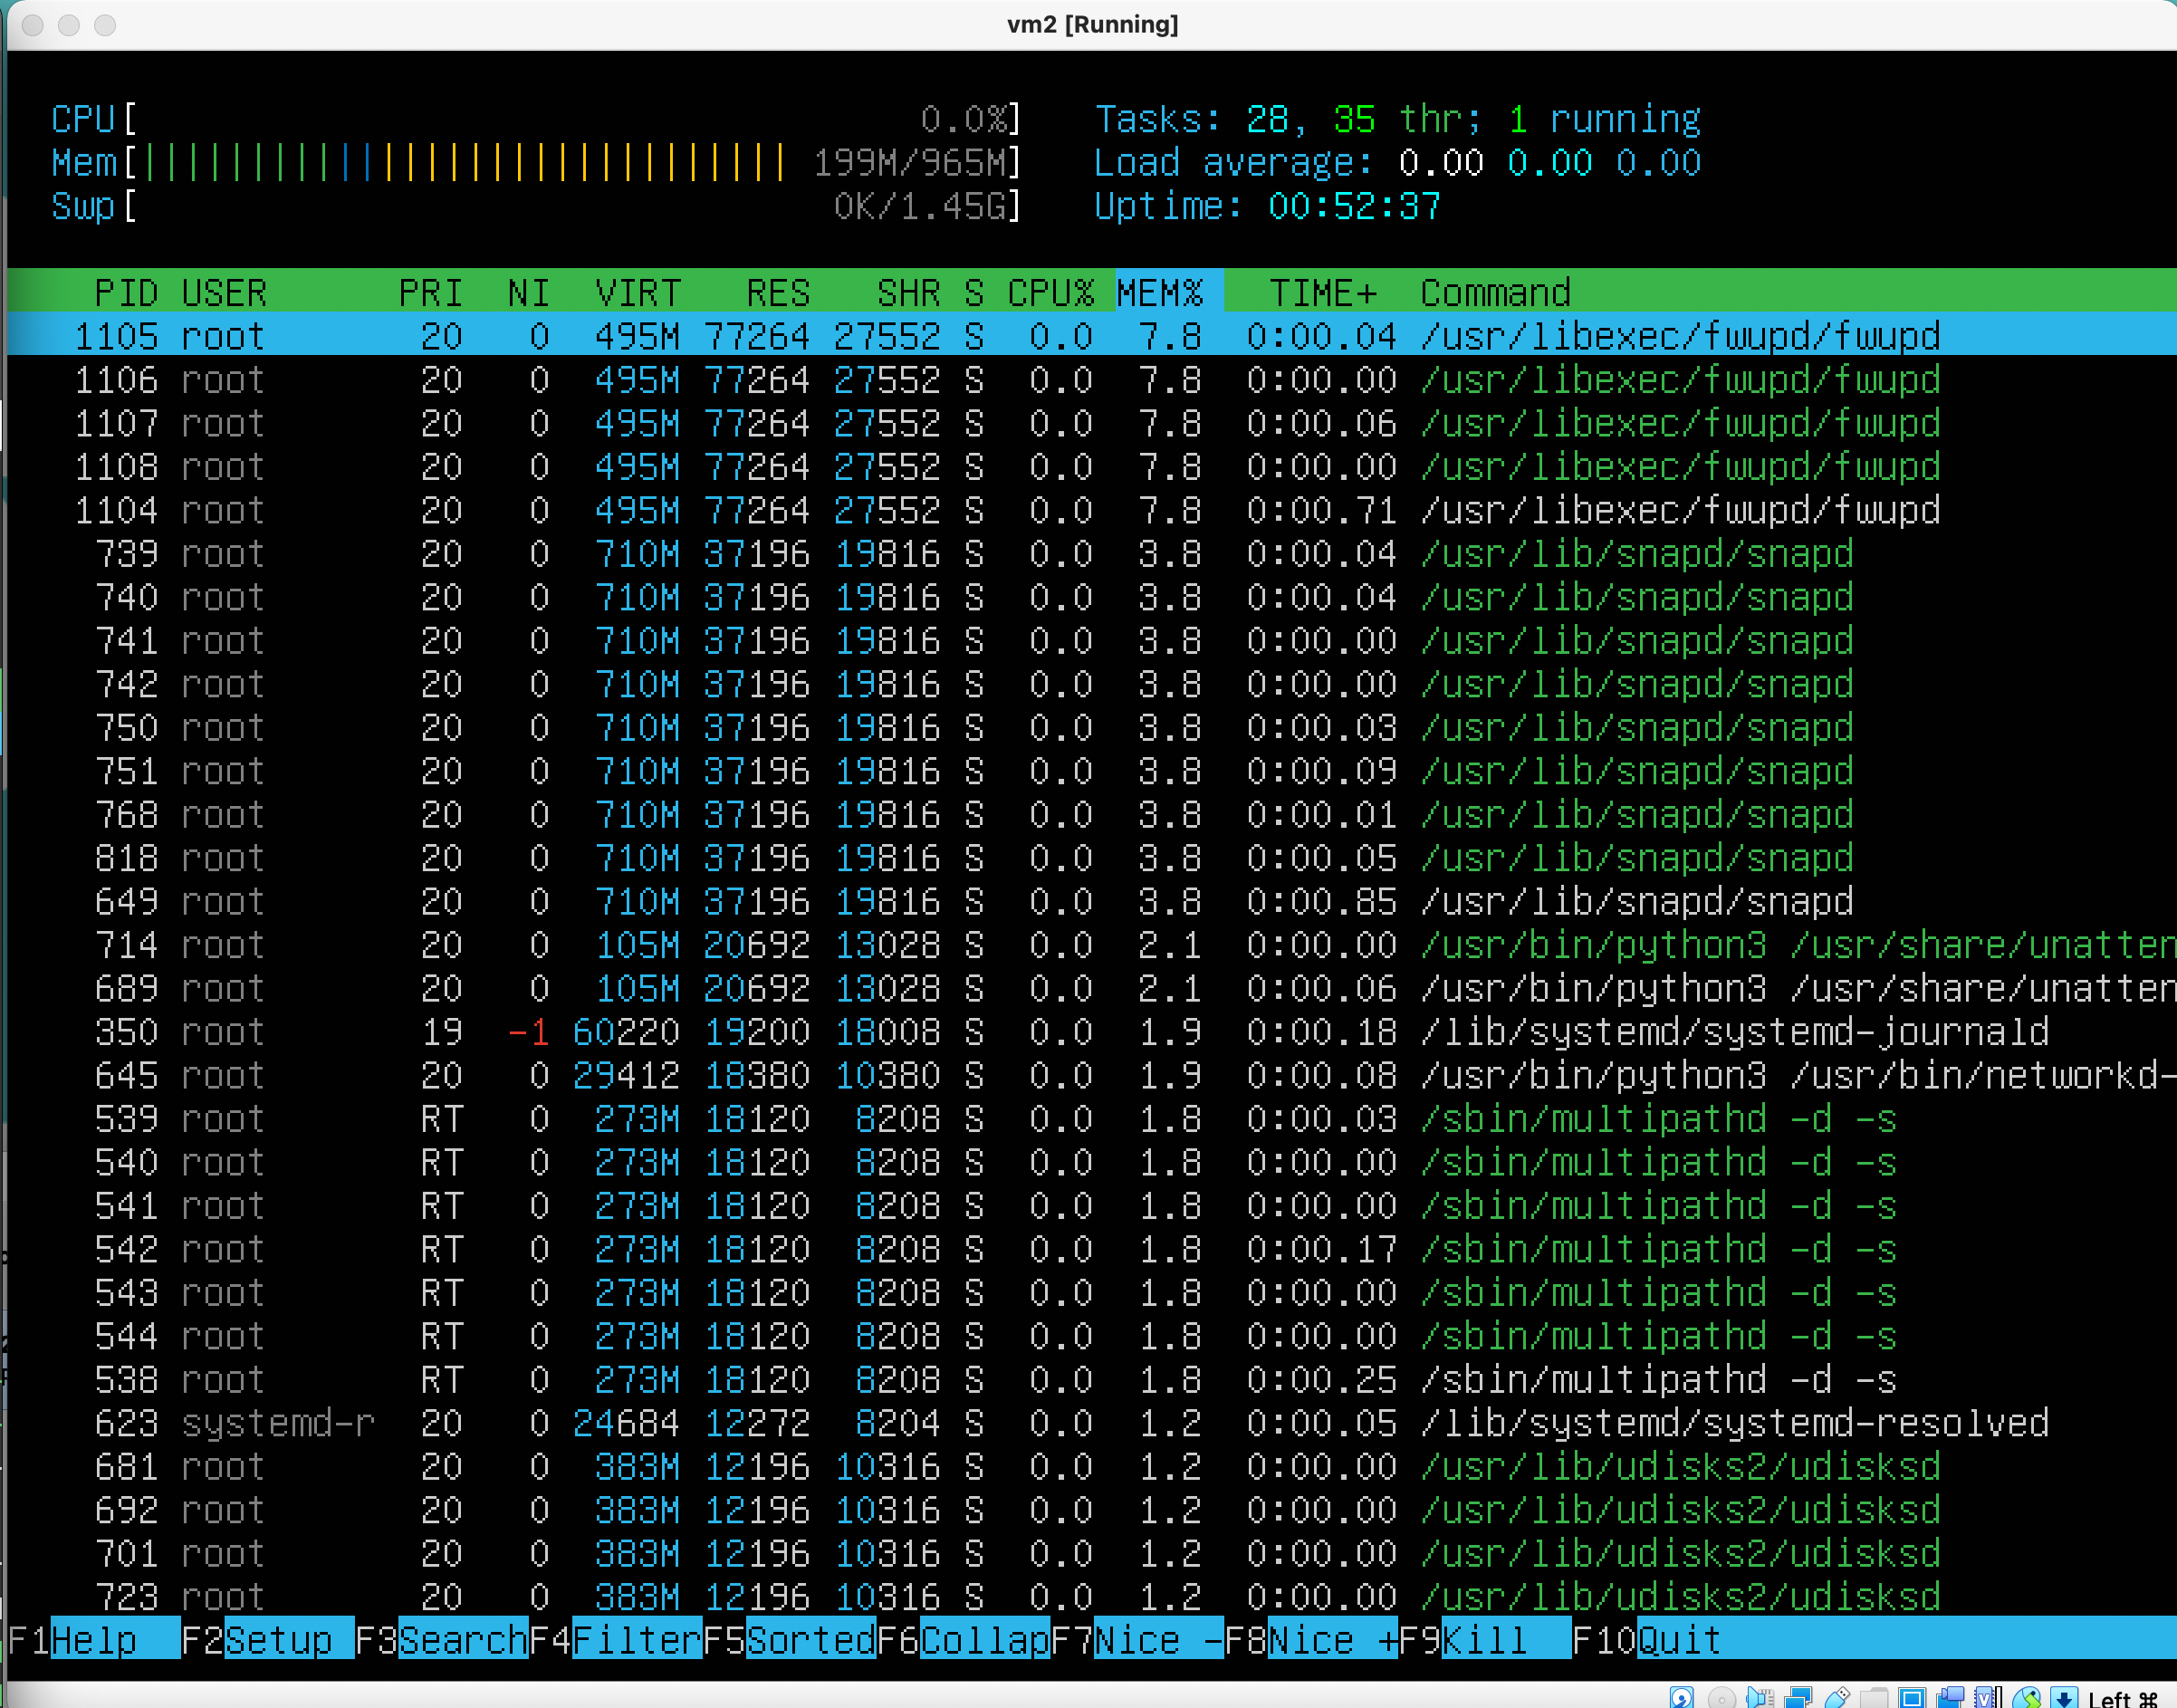 vm2 [Running]
CPU[ 0.0%] Tasks: 28, 35 thr; 1 running
Mem[||||||||||||||||||||||||||||||199M/965M] Load average: 0.00 0.00 0.00
Swp[ 0K/1.45G] Uptime: 00:52:37
PID USER PRI NI VIRT RES SHR S CPU% MEM% TIME+ Command
1105 root 20 0 495M 77264 27552 S 0.0 7.8 0:00.04 /usr/libexec/fwupd/fwupd
1106 root 20 0 495M 77264 27552 S 0.0 7.8 0:00.00 /usr/libexec/fwupd/fwupd
1107 root 20 0 495M 77264 27552 S 0.0 7.8 0:00.06 /usr/libexec/fwupd/fwupd
1108 root 20 0 495M 77264 27552 S 0.0 7.8 0:00.00 /usr/libexec/fwupd/fwupd
1104 root 20 0 495M 77264 27552 S 0.0 7.8 0:00.71 /usr/libexec/fwupd/fwupd
739 root 20 0 710M 37196 19816 S 0.0 3.8 0:00.04 /usr/lib/snapd/snapd
740 root 20 0 710M 37196 19816 S 0.0 3.8 0:00.04 /usr/lib/snapd/snapd
741 root 20 0 710M 37196 19816 S 0.0 3.8 0:00.00 /usr/lib/snapd/snapd
742 root 20 0 710M 37196 19816 S 0.0 3.8 0:00.00 /usr/lib/snapd/snapd
750 root 20 0 710M 37196 19816 S 0.0 3.8 0:00.03 /usr/lib/snapd/snapd
751 root 20 0 710M 37196 19816 S 0.0 3.8 0:00.09 /usr/lib/snapd/snapd
768 root 20 0 710M 37196 19816 S 0.0 3.8 0:00.01 /usr/lib/snapd/snapd
818 root 20 0 710M 37196 19816 S 0.0 3.8 0:00.05 /usr/lib/snapd/snapd
649 root 20 0 710M 37196 19816 S 0.0 3.8 0:00.85 /usr/lib/snapd/snapd
714 root 20 0 105M 20692 13028 S 0.0 2.1 0:00.00 /usr/bin/python3 /usr/share/unatten
689 root 20 0 105M 20692 13028 S 0.0 2.1 0:00.06 /usr/bin/python3 /usr/share/unatten
350 root 19 -1 60220 19200 18008 S 0.0 1.9 0:00.18 /lib/systemd/systemd-journald
645 root 20 0 29412 18380 10380 S 0.0 1.9 0:00.08 /usr/bin/python3 /usr/bin/networkd-
539 root RT 0 273M 18120 8208 S 0.0 1.8 0:00.03 /sbin/multipathd -d -s
540 root RT 0 273M 18120 8208 S 0.0 1.8 0:00.00 /sbin/multipathd -d -s
541 root RT 0 273M 18120 8208 S 0.0 1.8 0:00.00 /sbin/multipathd -d -s
542 root RT 0 273M 18120 8208 S 0.0 1.8 0:00.17 /sbin/multipathd -d -s
543 root RT 0 273M 18120 8208 S 0.0 1.8 0:00.00 /sbin/multipathd -d -s
544 root RT 0 273M 18120 8208 S 0.0 1.8 0:00.00 /sbin/multipathd -d -s
538 root RT 0 273M 18120 8208 S 0.0 1.8 0:00.25 /sbin/multipathd -d -s
623 systemd-r 20 0 24684 12272 8204 S 0.0 1.2 0:00.05 /lib/systemd/systemd-resolved
681 root 20 0 383M 12196 10316 S 0.0 1.2 0:00.00 /usr/lib/udisks2/udisksd
692 root 20 0 383M 12196 10316 S 0.0 1.2 0:00.00 /usr/lib/udisks2/udisksd
701 root 20 0 383M 12196 10316 S 0.0 1.2 0:00.00 /usr/lib/udisks2/udisksd
723 root 20 0 383M 12196 10316 S 0.0 1.2 0:00.00 /usr/lib/udisks2/udisksd
F1Help F2Setup F3SearchF4FilterF5SortedF6CollapF7Nice -F8Nice +F9Kill F10Quit
Left ⌘